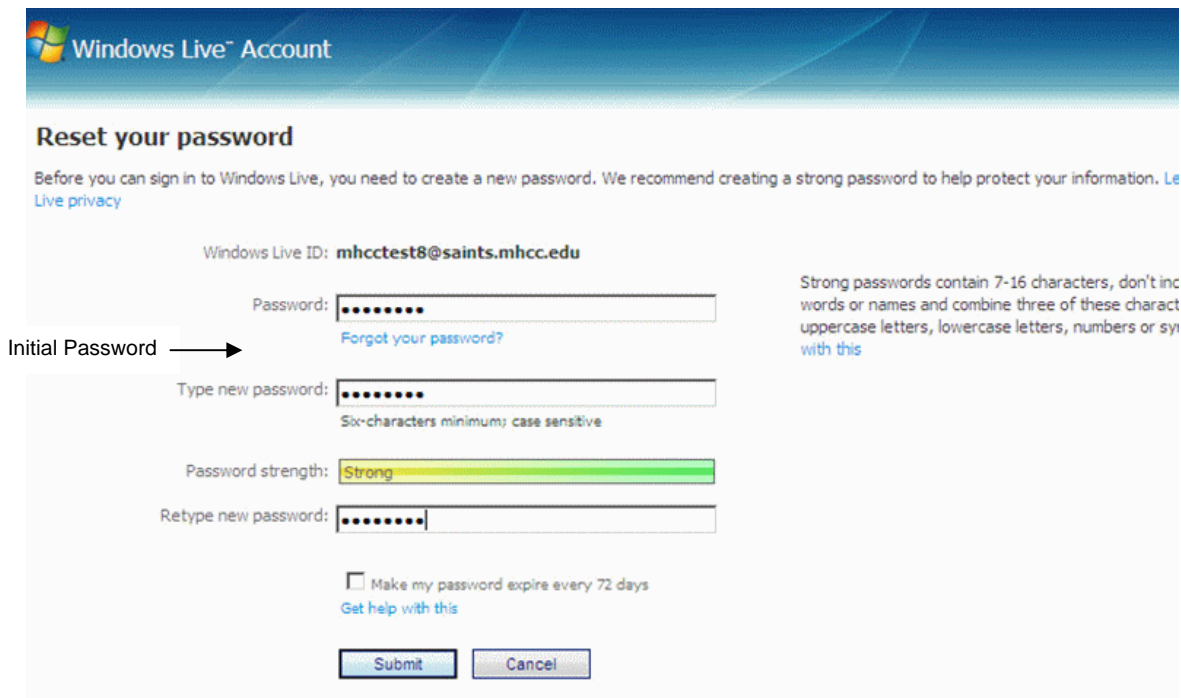 Windows Live™ Account
Reset your password
Before you can sign in to Windows Live, you need to create a new password. We recommend creating a strong password to help protect your information.
Live privacy
Windows Live ID: mhcctest8@saints.mhcc.edu
Strong passwords contain 7-16 characters, don't
words or names and combine three of these
uppercase letters, lowercase letters, numbers or
with this
Password: ••••••••
Forgot your password?
Initial Password
Type new password: ••••••••
Six-characters minimum; case sensitive
Password strength: Strong
Retype new password: ••••••••
Make my password expire every 72 days
Get help with this
Submit Cancel